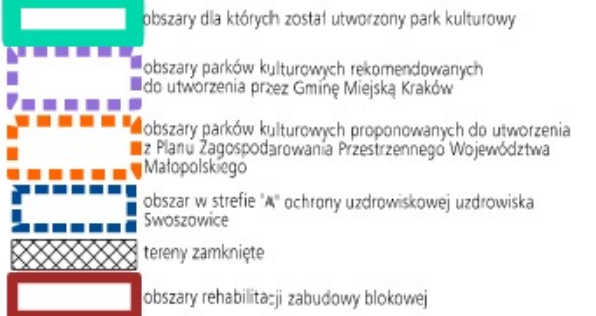 obszary dla których został utworzony park kulturowy
obszary parków kulturowych rekomendowanych
do utworzenia przez Gminę Miejską Kraków
obszary parków kulturowych proponowanych do utworzenia
z Planu Zagospodarowania Przestrzennego Województwa
Małopolskiego
obszar w strefie "A" ochrony uzdrowiskowej uzdrowiska
Swoszowice
tereny zamknięte
obszary rehabilitacji zabudowy blokowej